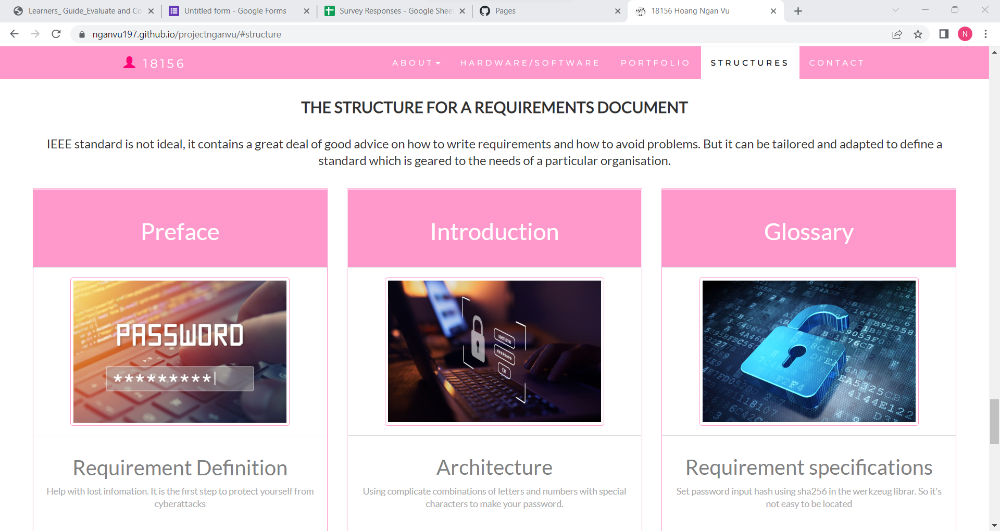 Learners_ Guide_Evaluate and Co
Untitled form - Google Forms
Survey Responses - Google Shee
Pages
18156 Hoang Ngan Vu
nganvu197.github.io/projectnganvu/#structure
N
18156
ABOUT
HARDWARE/SOFTWARE
PORTFOLIO
STRUCTURES
CONTACT
THE STRUCTURE FOR A REQUIREMENTS DOCUMENT
IEEE standard is not ideal, it contains a great deal of good advice on how to write requirements and how to avoid problems. But it can be tailored and adapted to define a
standard which is geared to the needs of a particular organisation.
Preface
Introduction
Glossary
PASSWORD
*********|
username
********
OK
Requirement Definition
Help with lost infomation. It is the first step to protect yourself from
cyberattacks
Architecture
Using complicate combinations of letters and numbers with special
characters to make your password.
Requirement specifications
Set password input hash using sha256 in the werkzeug librar. So it's
not easy to be located